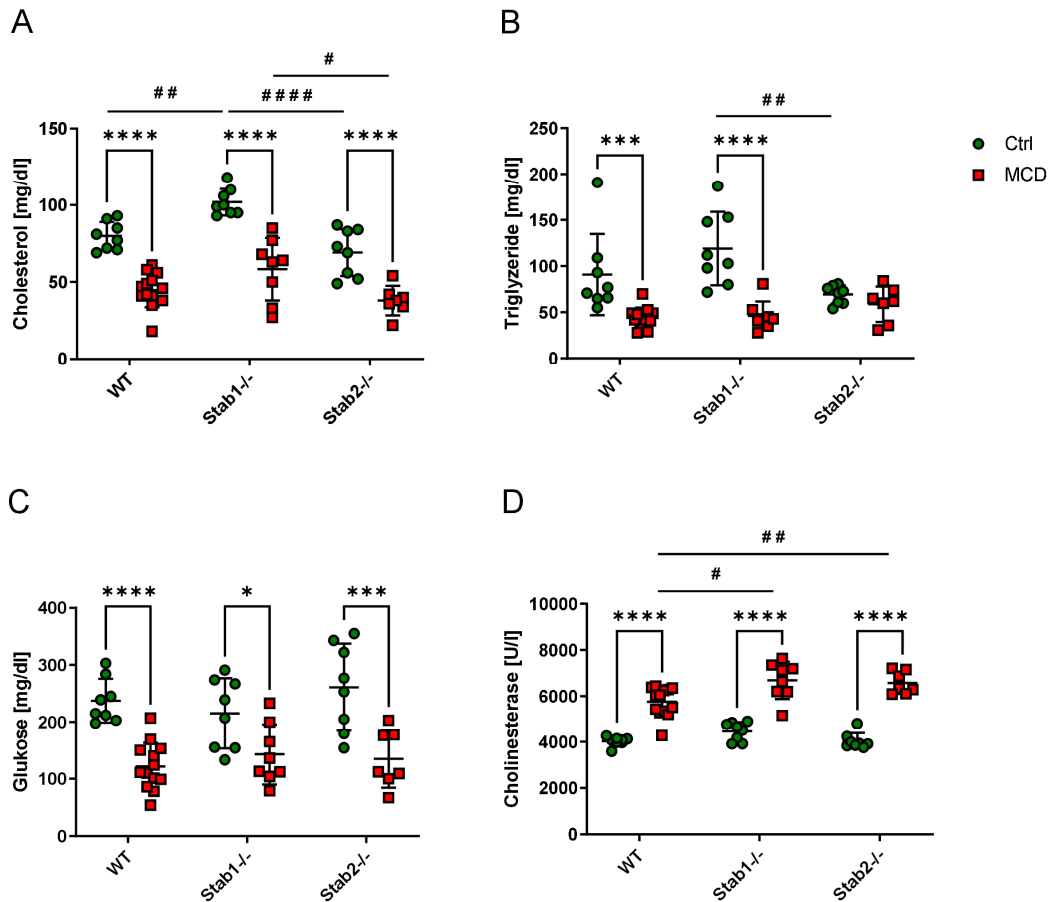 A
#
##
####
****
****
****
Cholesterol [mg/dl]
150
100
50
0
WT
Stab1-/-
Stab2-/-
B
##
***
****
Triglyzeride [mg/dl]
250
200
150
100
50
0
WT
Stab1-/-
Stab2-/-
Ctrl
MCD
C
****
*
***
Glukose [mg/dl]
400
300
200
100
0
WT
Stab1-/-
Stab2-/-
D
##
#
****
****
****
Cholinesterase [U/l]
10000
8000
6000
4000
2000
0
WT
Stab1-/-
Stab2-/-